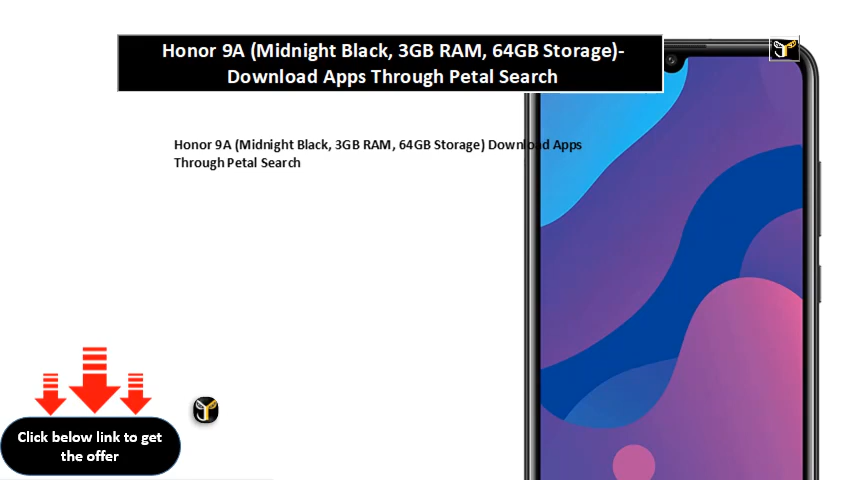 Honor 9A (Midnight Black, 3GB RAM, 64GB Storage)-
Download Apps Through Petal Search
Honor 9A (Midnight Black, 3GB RAM, 64GB Storage) Download Apps
Through Petal Search
Click below link to get
the offer